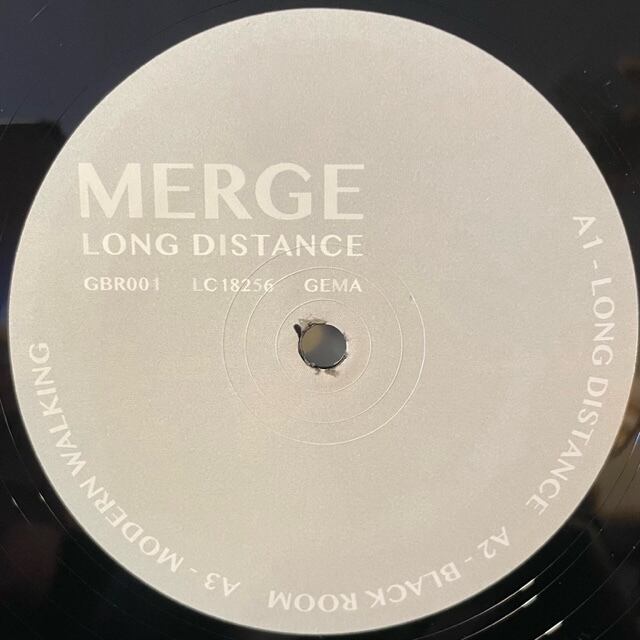 MERGE
LONG DISTANCE
GBR001 LC18256 GEMA
A1 - LONG DISTANCE A2 - BLACK ROOM A3 - MODERN WALKING